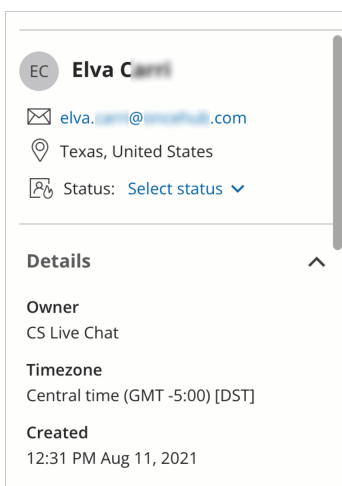 EC
Elva
elva. @ .com
Texas, United States
Status: Select status
Details
Owner
CS Live Chat
Timezone
Central time (GMT -5:00) [DST]
Created
12:31 PM Aug 11, 2021